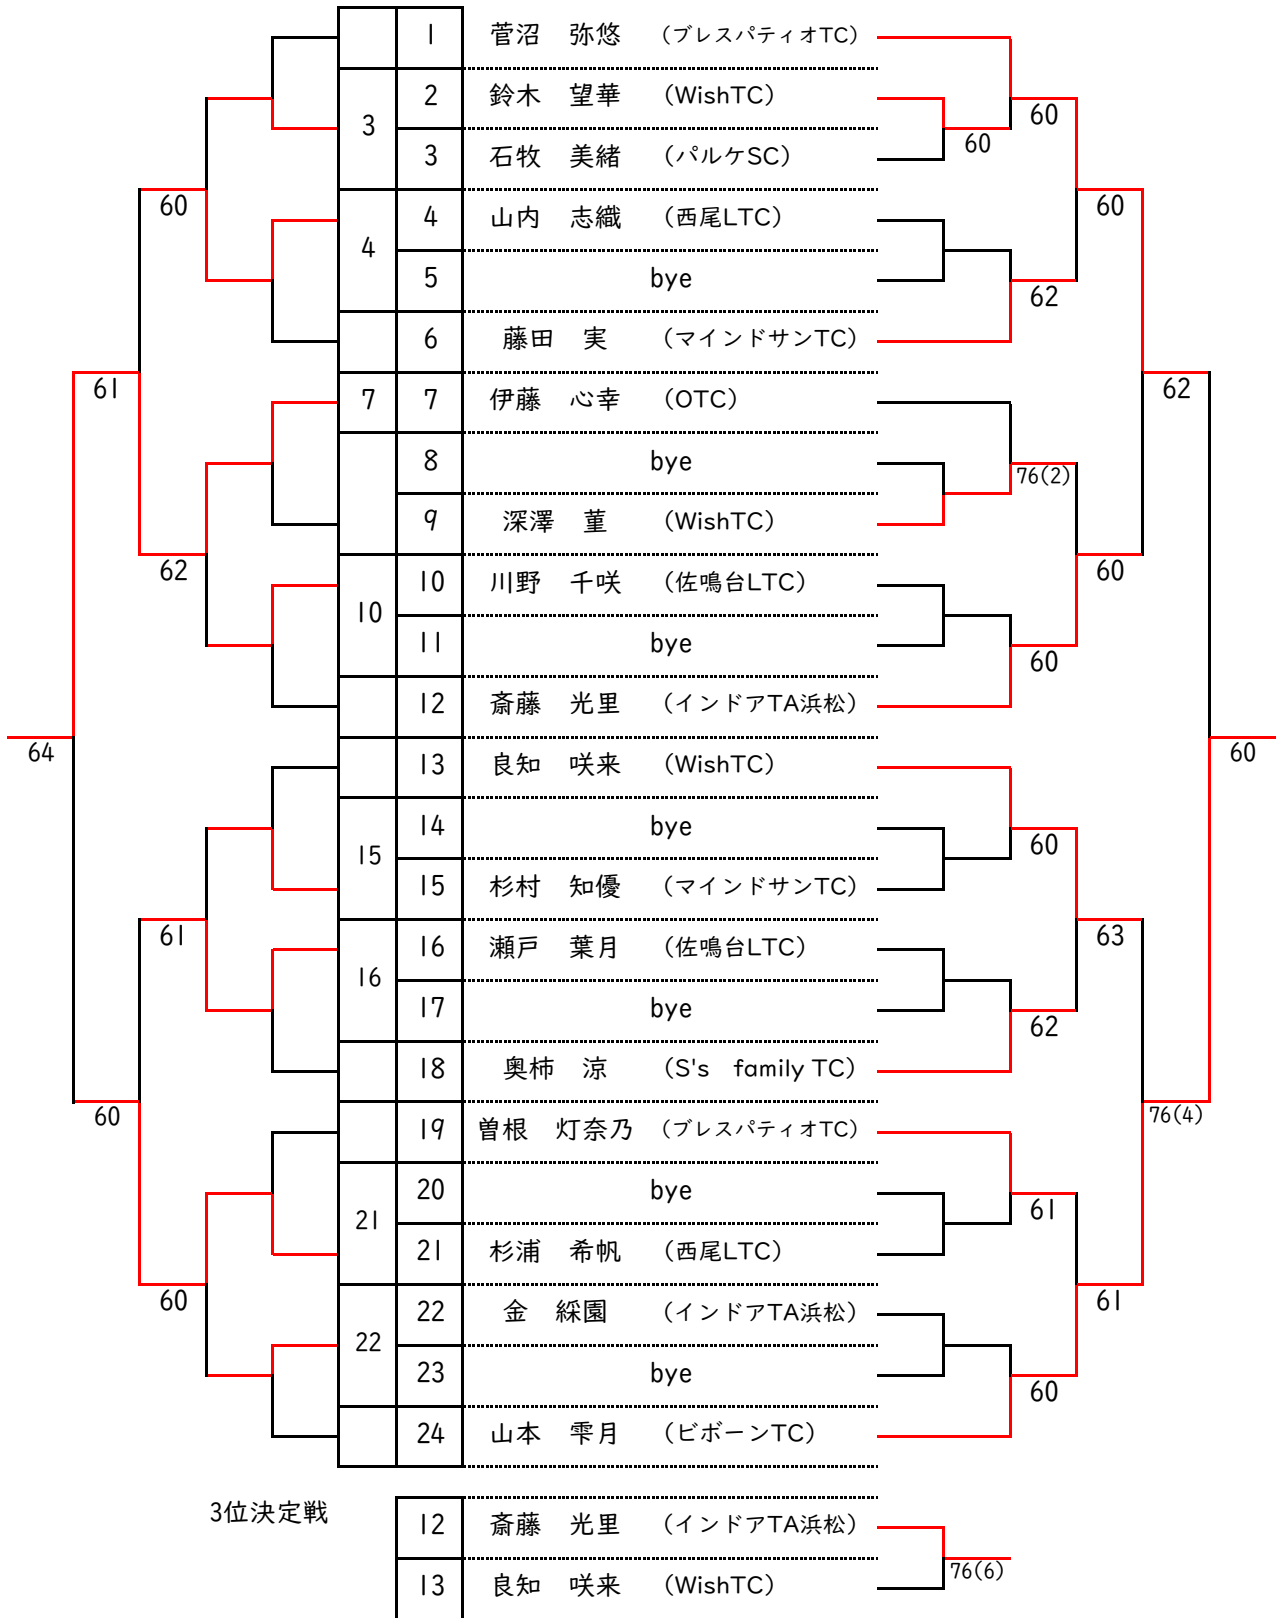 1 菅沼 弥悠 （ブレスパティオTC）
2 鈴木 望華 （WishTC） 60
3
3 石牧 美緒 （パルケSC） 60
60 4 山内 志織 （西尾LTC） 60
4
5 bye 62
6 藤田 実 （マインドサンTC）
61 7 7 伊藤 心幸 （OTC） 62
8 bye 76(2)
9 深澤 菫 （WishTC）
62 10 川野 千咲 （佐鳴台LTC） 60
10
11 bye 60
12 斎藤 光里 （インドアTA浜松）
64 13 良知 咲来 （WishTC） 60
14 bye 60
15
15 杉村 知優 （マインドサンTC）
61 16 瀬戸 葉月 （佐鳴台LTC） 63
16
17 bye 62
18 奥柿 涼 （S's family TC）
60 19 曽根 灯奈乃 （ブレスパティオTC） 76(4)
20 bye 61
21
21 杉浦 希帆 （西尾LTC）
60 22 金 綵園 （インドアTA浜松） 61
22
23 bye 60
24 山本 雫月 （ビボーンTC）
3位決定戦
12 斎藤 光里 （インドアTA浜松）
76(6)
13 良知 咲来 （WishTC）